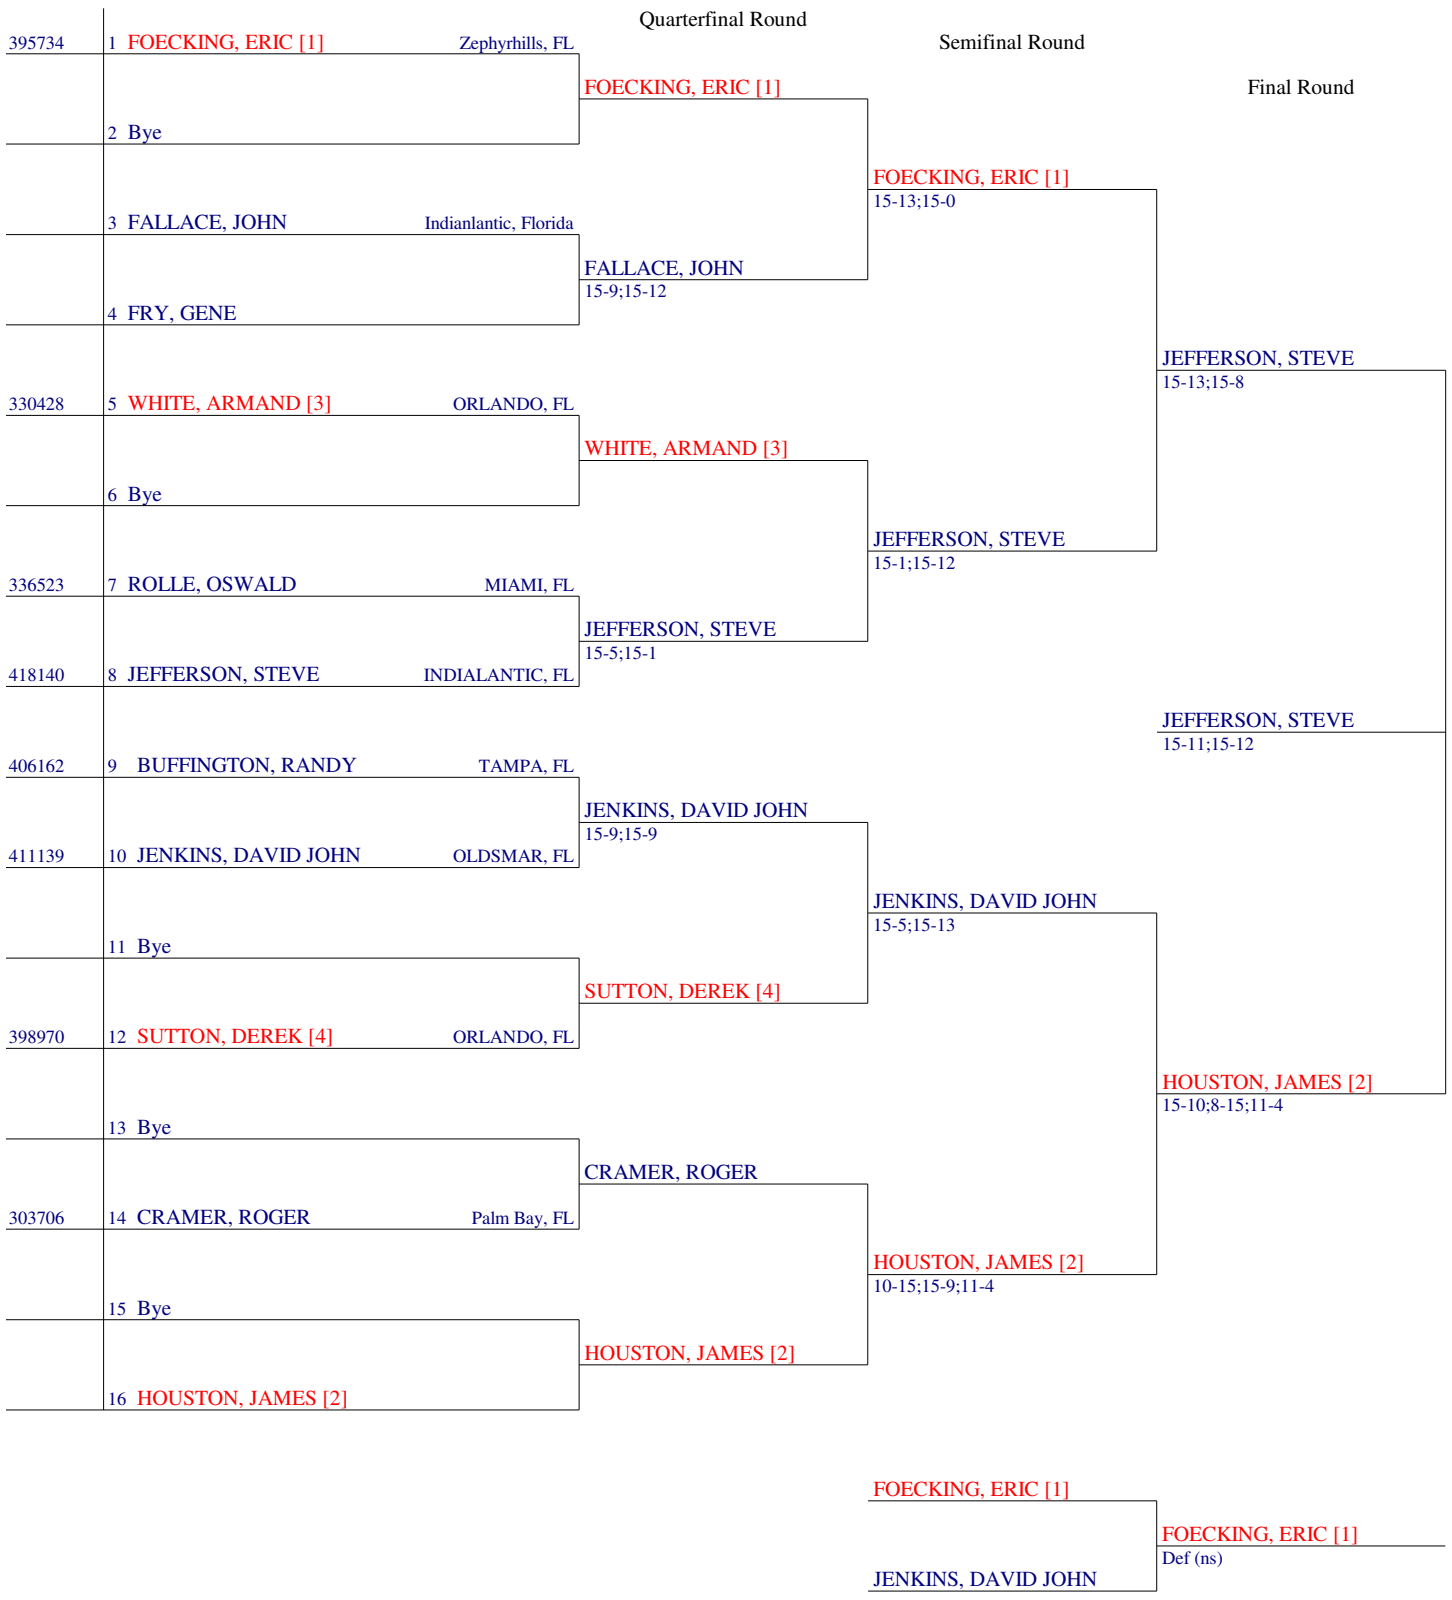 Quarterfinal Round
Semifinal Round
Final Round
395734 1 FOECKING, ERIC [1] Zephyrhills, FL
FOECKING, ERIC [1]
2 Bye
FOECKING, ERIC [1]
15-13;15-0
3 FALLACE, JOHN Indianlantic, Florida
FALLACE, JOHN
15-9;15-12
4 FRY, GENE
JEFFERSON, STEVE
15-13;15-8
330428 5 WHITE, ARMAND [3] ORLANDO, FL
WHITE, ARMAND [3]
6 Bye
JEFFERSON, STEVE
15-1;15-12
336523 7 ROLLE, OSWALD MIAMI, FL
JEFFERSON, STEVE
15-5;15-1
418140 8 JEFFERSON, STEVE INDIALANTIC, FL
JEFFERSON, STEVE
15-11;15-12
406162 9 BUFFINGTON, RANDY TAMPA, FL
JENKINS, DAVID JOHN
15-9;15-9
411139 10 JENKINS, DAVID JOHN OLDSMAR, FL
JENKINS, DAVID JOHN
15-5;15-13
11 Bye
SUTTON, DEREK [4]
398970 12 SUTTON, DEREK [4] ORLANDO, FL
HOUSTON, JAMES [2]
15-10;8-15;11-4
13 Bye
CRAMER, ROGER
303706 14 CRAMER, ROGER Palm Bay, FL
HOUSTON, JAMES [2]
10-15;15-9;11-4
15 Bye
HOUSTON, JAMES [2]
16 HOUSTON, JAMES [2]
FOECKING, ERIC [1]
FOECKING, ERIC [1]
Def (ns)
JENKINS, DAVID JOHN